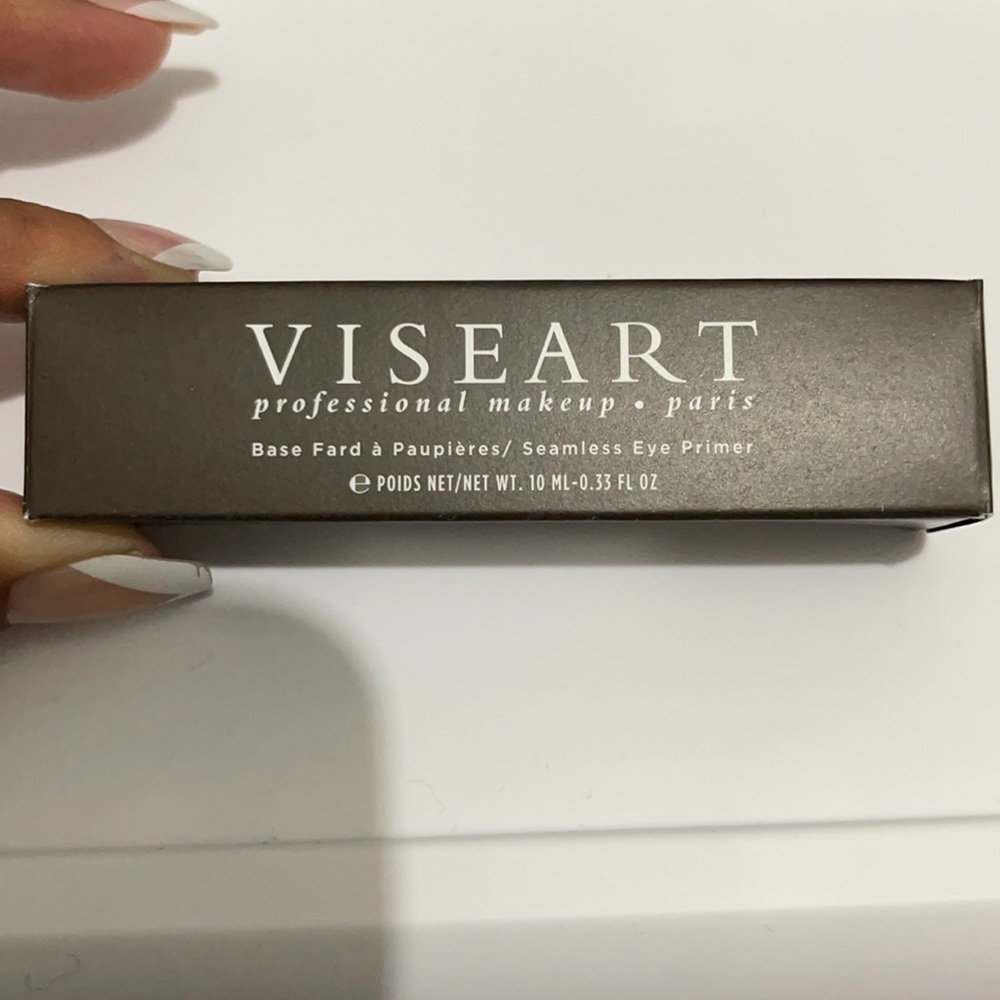 VISEART
professional makeup • paris
Base Fard à Paupières/ Seamless Eye Primer
℮ POIDS NET/NET WT. 10 ML-0.33 FL OZ